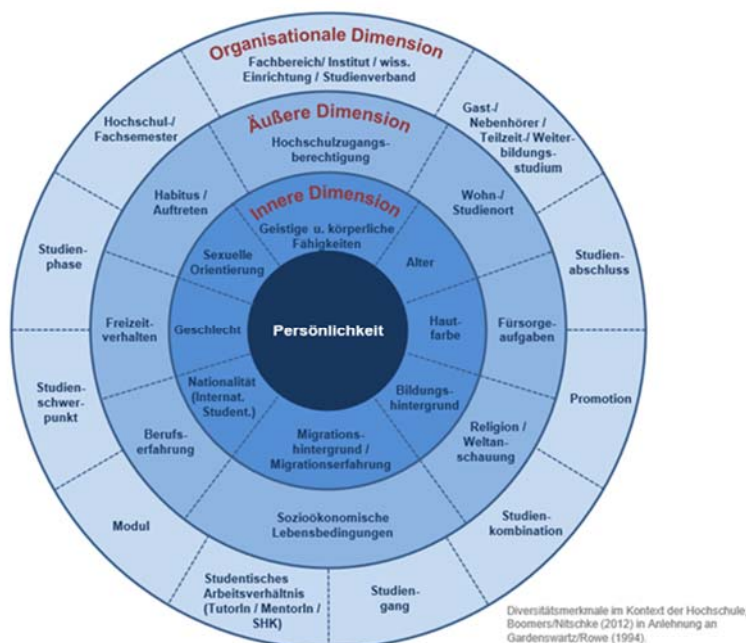 Organisationale Dimension
Fachbereich/ Institut / wiss.
Einrichtung / Studienverband
Gast-/
Nebenhörer /
Teilzeit-/ Weiter
bildungs-
studium
Studien-
abschluss
Promotion
Studien-
kombination
Studien-
gang
Studentisches
Arbeitsverhältnis
(TutorIn / MentorIn /
SHK)
Modul
Studien-
schwer-
punkt
Studien-
phase
Hochschul-/
Fachsemester
Äußere Dimension
Hochschulzugangs-
berechtigung
Wohn-/
Studienort
Fürsorge-
aufgaben
Religion /
Weltan-
schauung
Sozioökonomische
Lebensbedingungen
Berufs-
erfahrung
Freizeit-
verhalten
Habitus /
Auftreten
Innere Dimension
Geistige u. körperliche
Fähigkeiten
Alter
Haut-
farbe
Bildungs-
hintergrund
Migrations-
hintergrund /
Migrationserfahrung
Nationalität
(Internat.
Student.)
Geschlecht
Sexuelle
Orientierung
Persönlichkeit
Diversitätsmerkmale im Kontext der Hochschule,
Boomers/Nitschke (2012) in Anlehnung an
Gardenswartz/Rowe (1994)